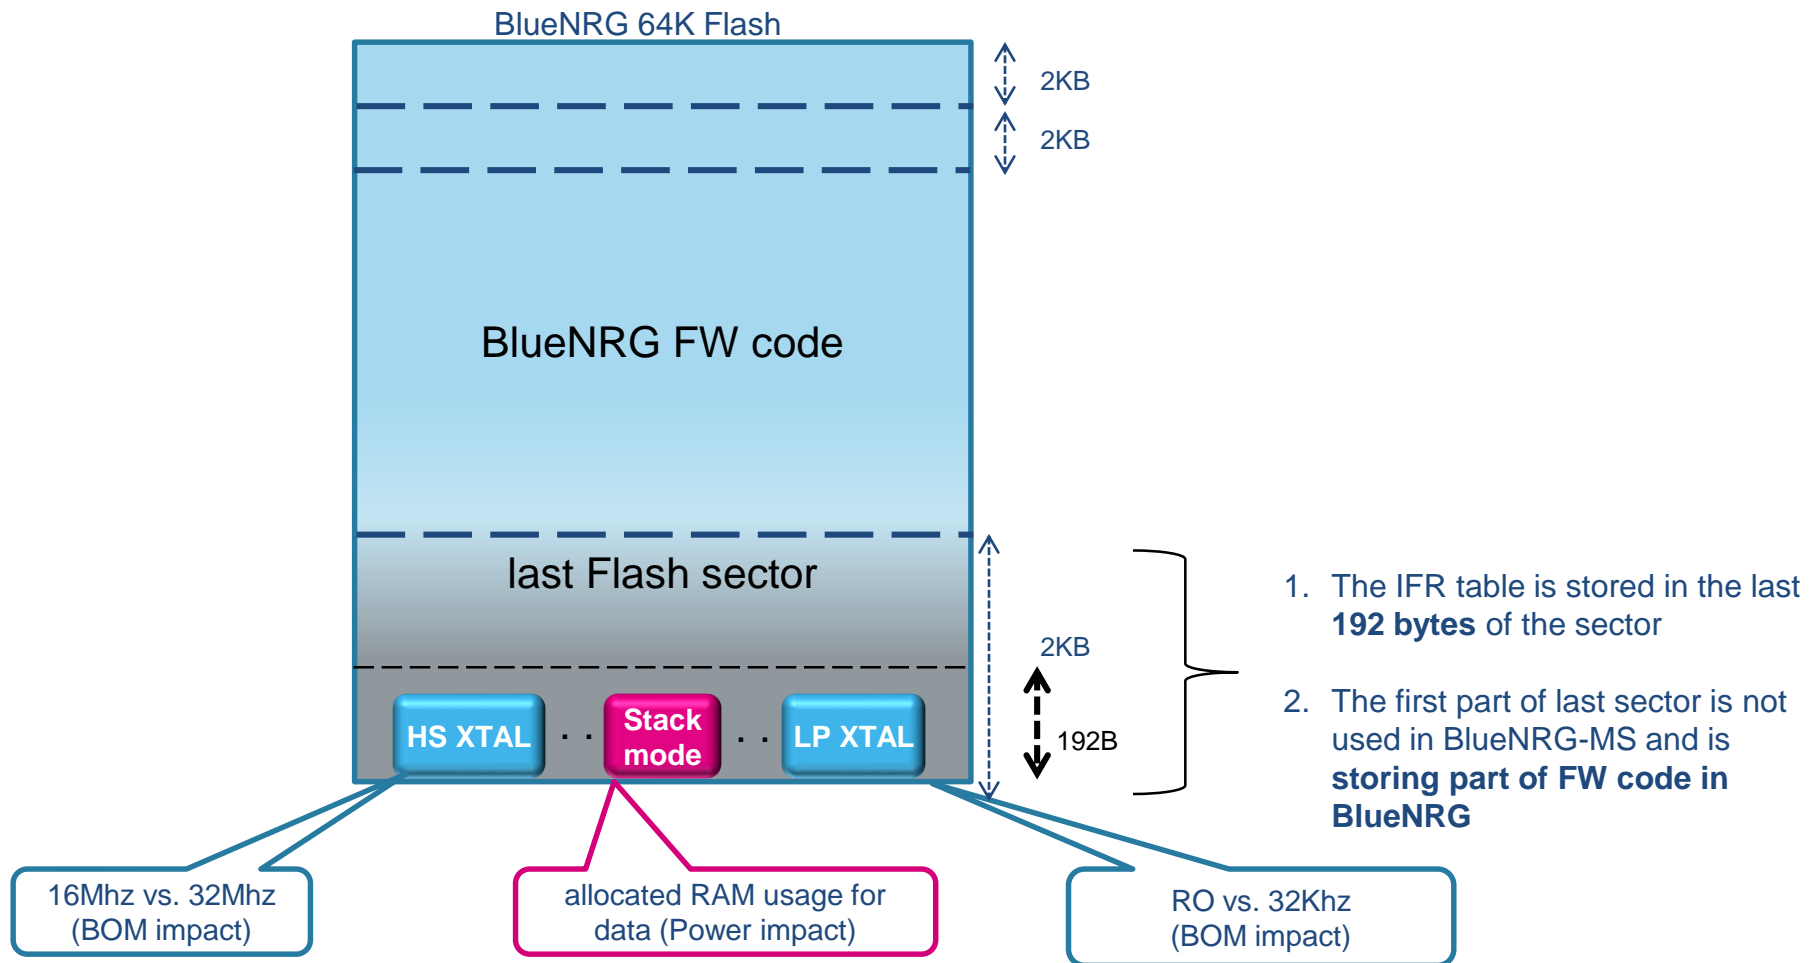 BlueNRG 64K Flash
2KB
2KB
BlueNRG FW code
last Flash sector
2KB
192B
HS XTAL
. .
Stack
mode
. .
LP XTAL
1. The IFR table is stored in the last
192 bytes of the sector
2. The first part of last sector is not
used in BlueNRG-MS and is
storing part of FW code in
BlueNRG
16Mhz vs. 32Mhz
(BOM impact)
allocated RAM usage for
data (Power impact)
RO vs. 32Khz
(BOM impact)